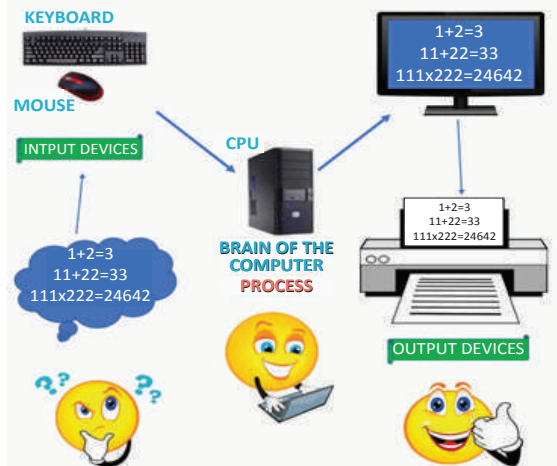 KEYBOARD
MOUSE
INTPUT DEVICES
1+2=3
11+22=33
111x222=24642
??
??
CPU
BRAIN OF THE
COMPUTER
PROCESS
1+2=3
11+22=33
111x222=24642
1+2=3
11+22=33
111x222=24642
OUTPUT DEVICES